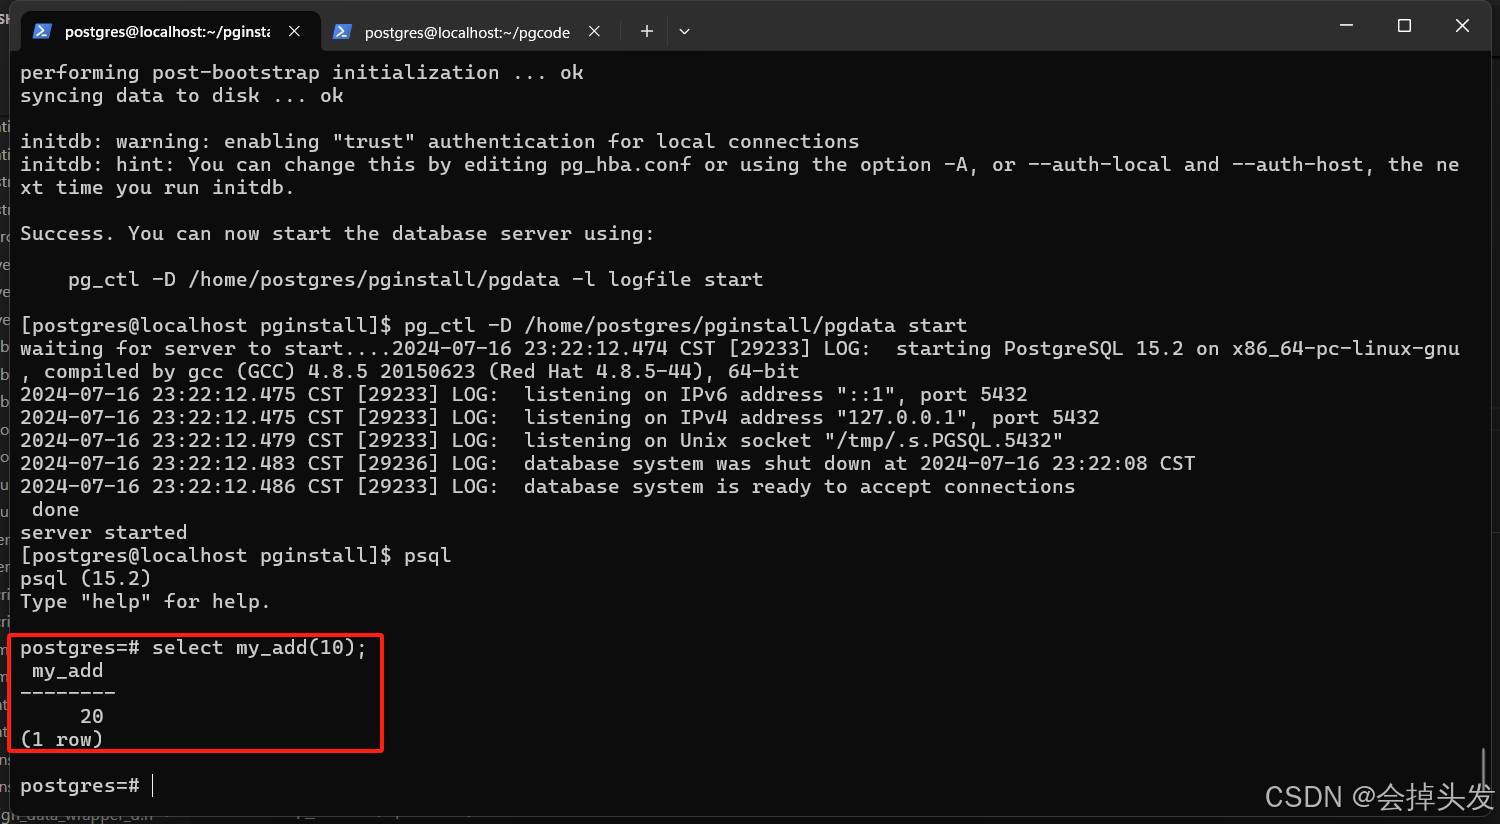 postgres@localhost:~/pginsta
postgres@localhost:~/pgcode
performing post-bootstrap initialization ... ok
syncing data to disk ... ok
initdb: warning: enabling "trust" authentication for local connections
initdb: hint: You can change this by editing pg_hba.conf or using the option -A, or --auth-local and --auth-host, the ne
xt time you run initdb.
Success. You can now start the database server using:
pg_ctl -D /home/postgres/pginstall/pgdata -l logfile start
[postgres@localhost pginstall]$ pg_ctl -D /home/postgres/pginstall/pgdata start
waiting for server to start....2024-07-16 23:22:12.474 CST [29233] LOG:  starting PostgreSQL 15.2 on x86_64-pc-linux-gnu
, compiled by gcc (GCC) 4.8.5 20150623 (Red Hat 4.8.5-44), 64-bit
2024-07-16 23:22:12.475 CST [29233] LOG:  listening on IPv6 address "::1", port 5432
2024-07-16 23:22:12.475 CST [29233] LOG:  listening on IPv4 address "127.0.0.1", port 5432
2024-07-16 23:22:12.479 CST [29233] LOG:  listening on Unix socket "/tmp/.s.PGSQL.5432"
2024-07-16 23:22:12.483 CST [29236] LOG:  database system was shut down at 2024-07-16 23:22:08 CST
2024-07-16 23:22:12.486 CST [29233] LOG:  database system is ready to accept connections
done
server started
[postgres@localhost pginstall]$ psql
psql (15.2)
Type "help" for help.
postgres=# select my_add(10);
my_add
--------
20
(1 row)
postgres=#
CSDN @会掉头发